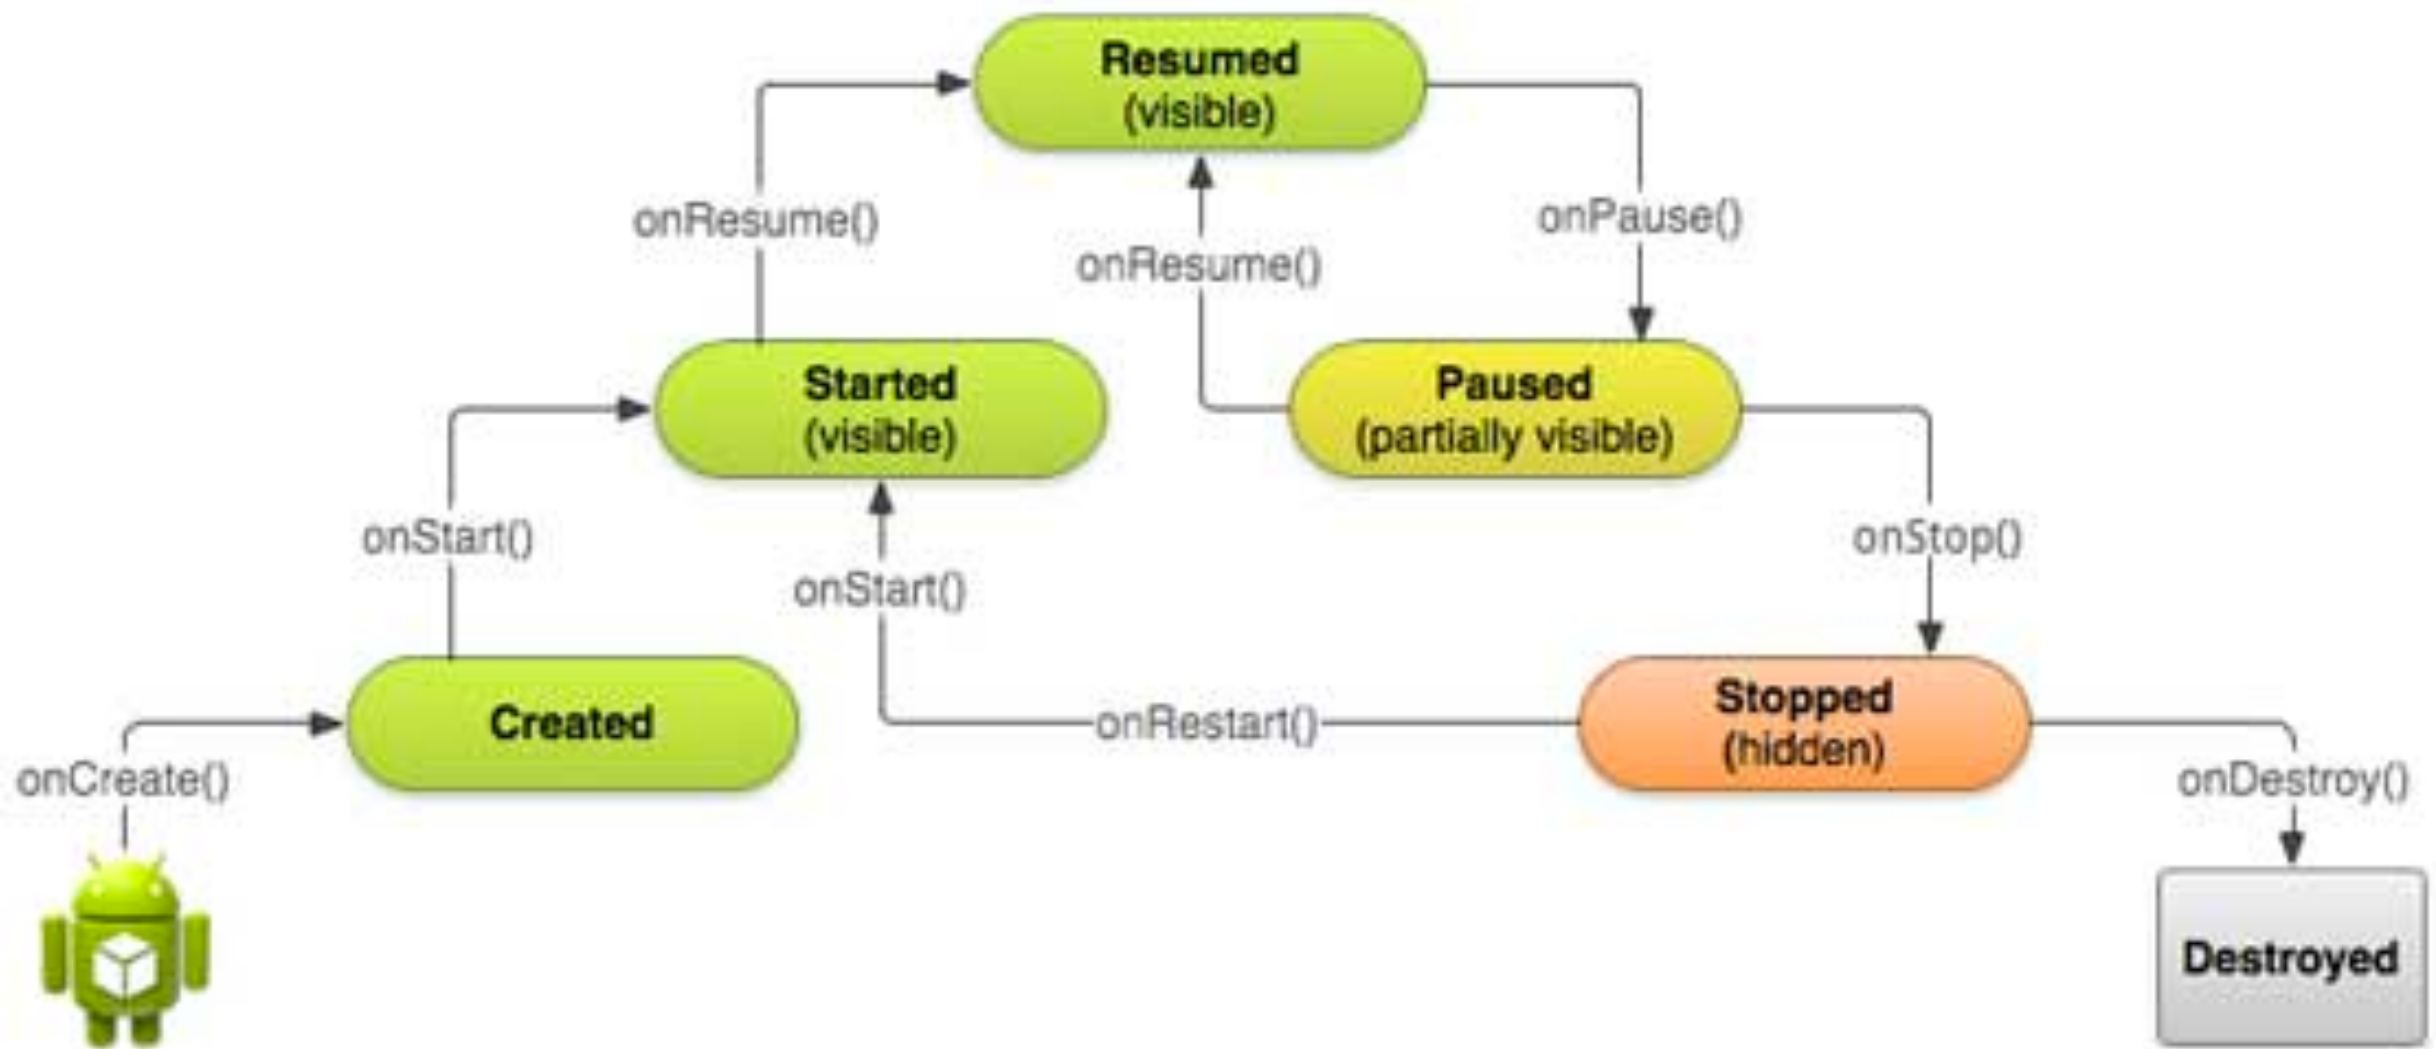 Resumed
(visible)
onResume()
onPause()
onResume()
Started
(visible)
Paused
(partially visible)
onStart()
onStop()
onStart()
Created
onRestart()
Stopped
(hidden)
onCreate()
onDestroy()
Destroyed